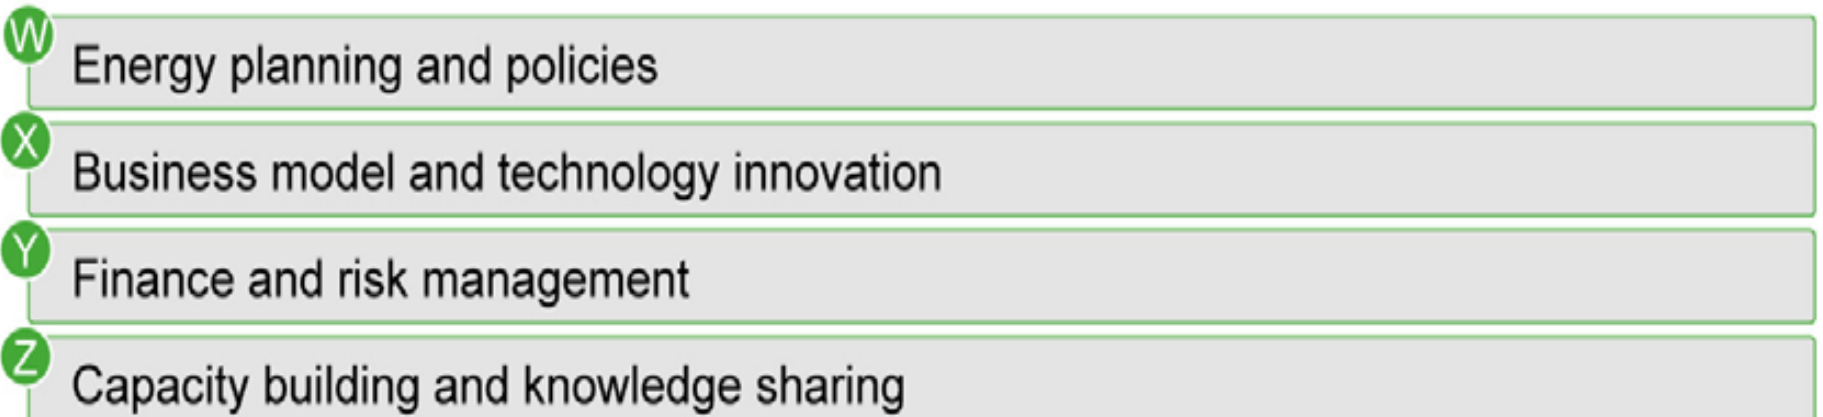 W
Energy planning and policies
X
Business model and technology innovation
Y
Finance and risk management
Z
Capacity building and knowledge sharing